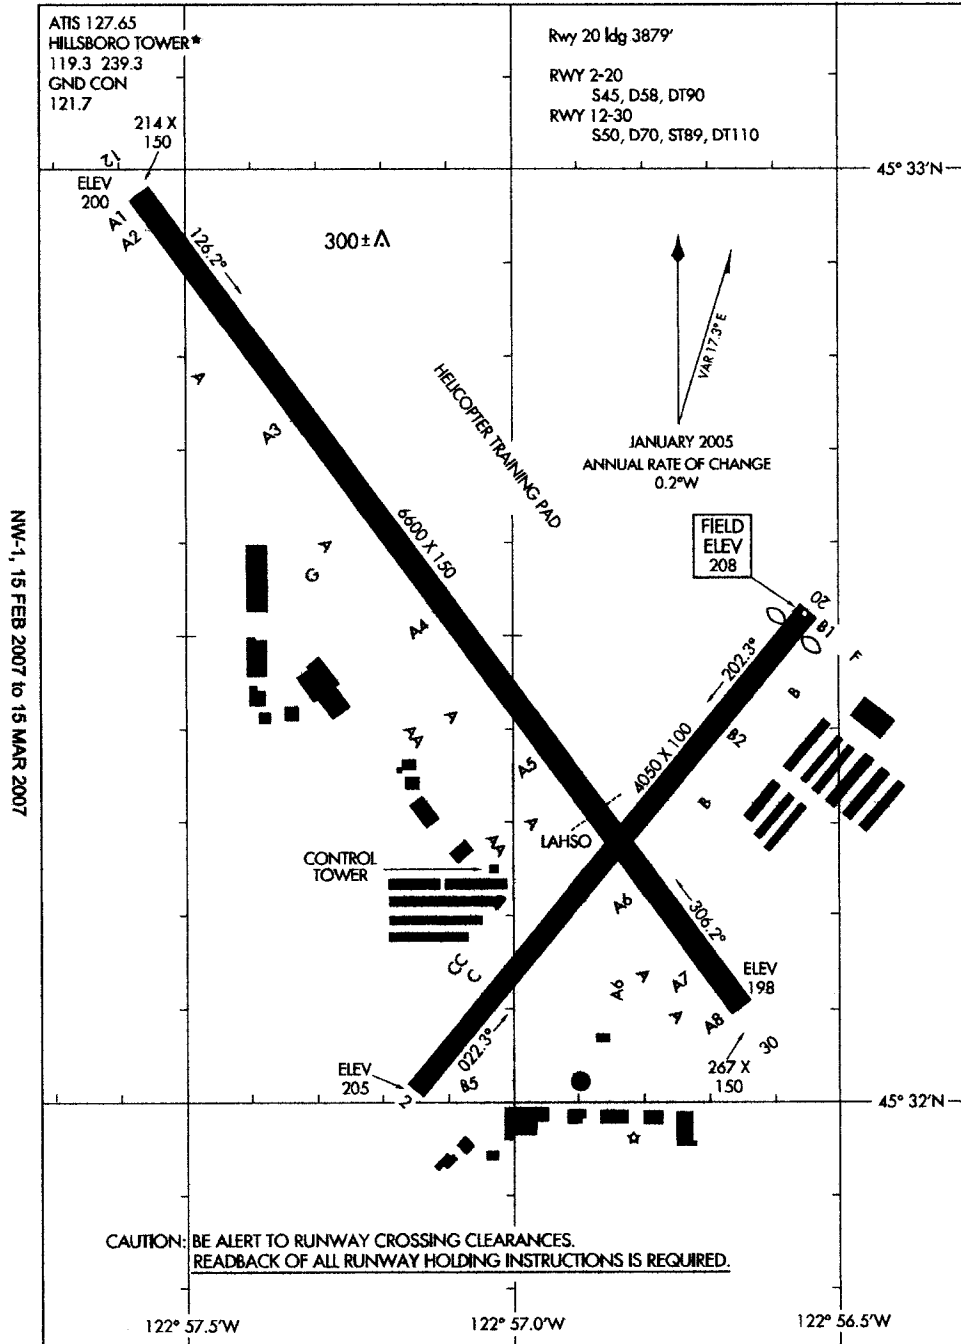 ATIS 127.65
HILLSBORO TOWER*
119.3 239.3
GND CON
121.7
Rwy 20 ldg 3879'
RWY 2-20
S45, D58, DT90
RWY 12-30
S50, D70, ST89, DT110
214 X
150
12
ELEV
200
A1
A2
126.2°
300±
45° 33'N
VAR 17.3° E
JANUARY 2005
ANNUAL RATE OF CHANGE
0.2°W
HELICOPTER TRAINING PAD
A
A3
6600 X 150
A
G
A4
FIELD
ELEV
208
20
B1
F
202.3°
B
B2
4050 X 100
B
A
AA
A5
A
LAHSO
AA
CONTROL
TOWER
A6
306.2°
CC
C
A6
A
A7
A
A8
ELEV
198
30
267 X
150
022.3°
B5
ELEV
205
2
45° 32'N
NW-1, 15 FEB 2007 to 15 MAR 2007
CAUTION: BE ALERT TO RUNWAY CROSSING CLEARANCES.
READBACK OF ALL RUNWAY HOLDING INSTRUCTIONS IS REQUIRED.
122° 57.5'W
122° 57.0'W
122° 56.5'W